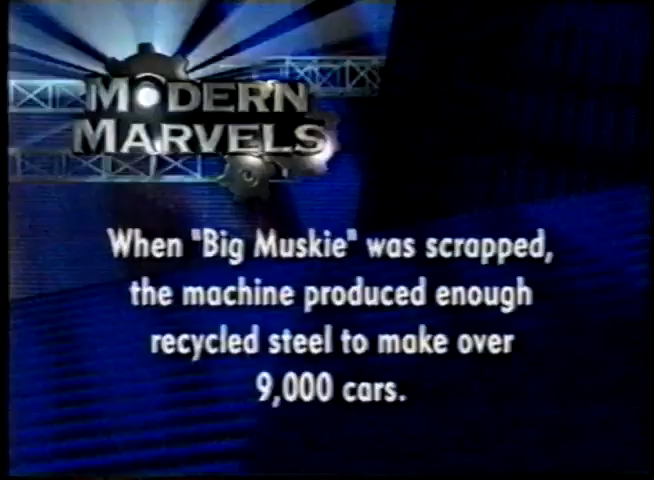 MODERN
MARVELS
When "Big Muskie" was scrapped,
the machine produced enough
recycled steel to make over
9,000 cars.